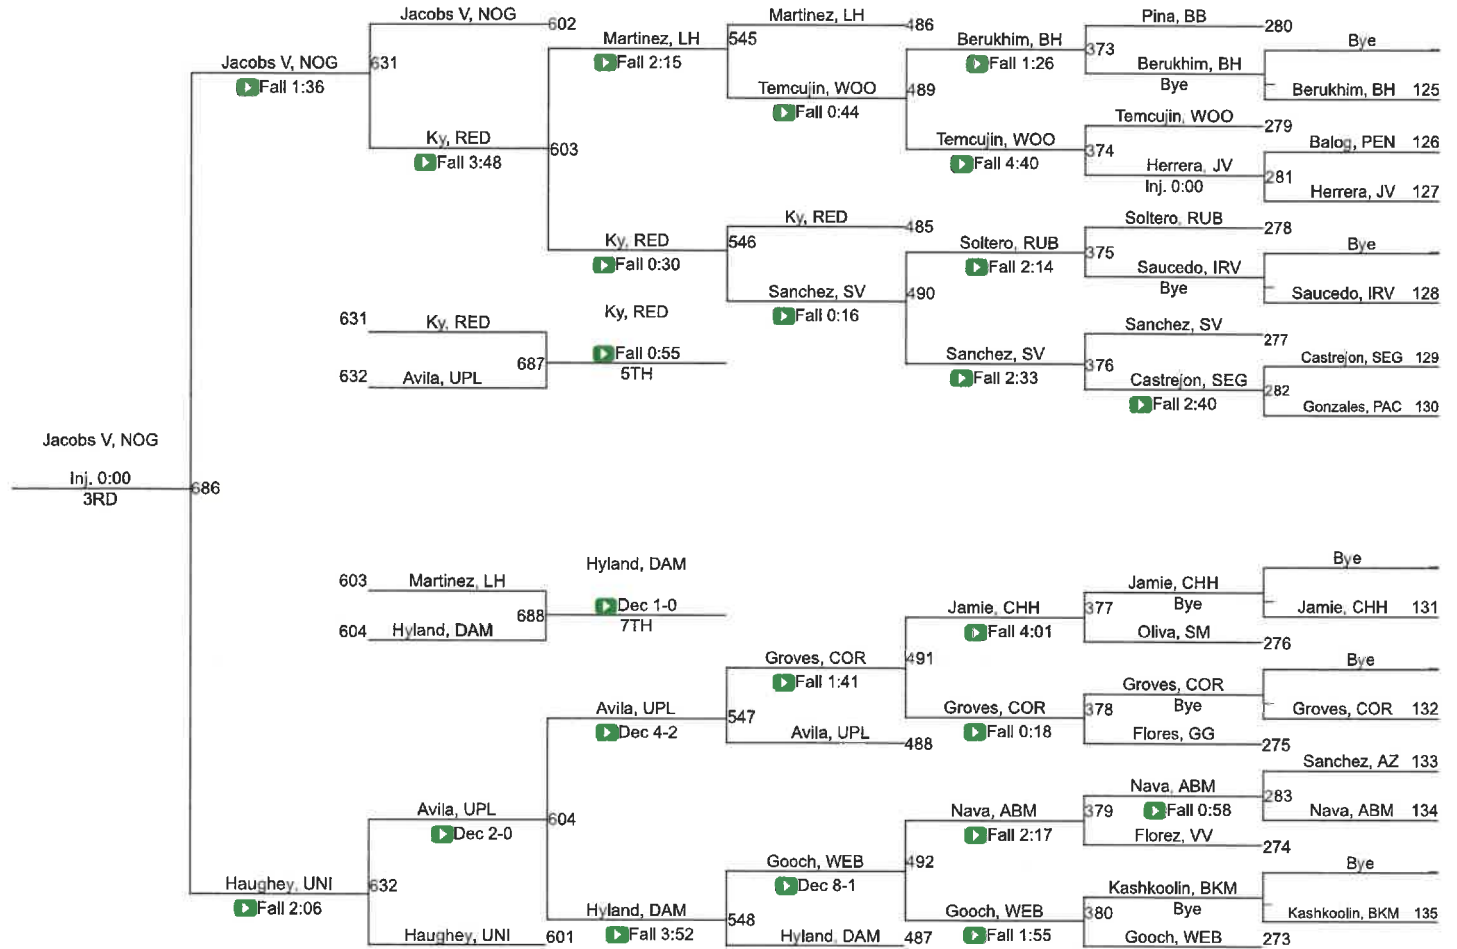 Jacobs V, NOG 602
Martinez, LH 486
Pina, BB 280
Bye
Martinez, LH 545
Fall 2:15
Berukhim, BH 373
Fall 1:26
Jacobs V, NOG 631
Fall 1:36
Berukhim, BH
Bye
Berukhim, BH 125
Temcujin, WOO 489
Fall 0:44
Temcujin, WOO 279
Ky, RED 603
Fall 3:48
Temcujin, WOO 374
Fall 4:40
Balog, PEN 126
Herrera, JV 281
Inj. 0:00
Herrera, JV 127
Ky, RED 485
Soltero, RUB 278
Ky, RED 546
Fall 0:30
Soltero, RUB 375
Fall 2:14
Bye
Saucedo, IRV
Bye
Saucedo, IRV 128
Sanchez, SV 490
Fall 0:16
631 Ky, RED
Ky, RED
687 Fall 0:55
5TH
632 Avila, UPL
Sanchez, SV 277
Sanchez, SV 376
Fall 2:33
Castrejon, SEG 129
Castrejon, SEG 282
Fall 2:40
Gonzales, PAC 130
Jacobs V, NOG
Inj. 0:00 686
3RD
Hyland, DAM
603 Martinez, LH
688 Dec 1-0
7TH
604 Hyland, DAM
Bye
Jamie, CHH
Bye
Jamie, CHH 131
Jamie, CHH 377
Fall 4:01
Oliva, SM 276
Groves, COR 491
Fall 1:41
Bye
Groves, COR
Bye
Groves, COR 132
Avila, UPL 547
Dec 4-2
Groves, COR 378
Fall 0:18
Avila, UPL 488
Flores, GG 275
Sanchez, AZ 133
Nava, ABM 283
Fall 0:58
Nava, ABM 134
Avila, UPL 604
Dec 2-0
Nava, ABM 379
Fall 2:17
Florez, VV 274
Gooch, WEB 492
Dec 8-1
Bye
Haughey, UNI 632
Fall 2:06
Kashkoolin, BKM
Bye
Kashkoolin, BKM 135
Hyland, DAM 548
Fall 3:52
Gooch, WEB 380
Fall 1:55
Haughey, UNI 601
Hyland, DAM 487
Gooch, WEB 273